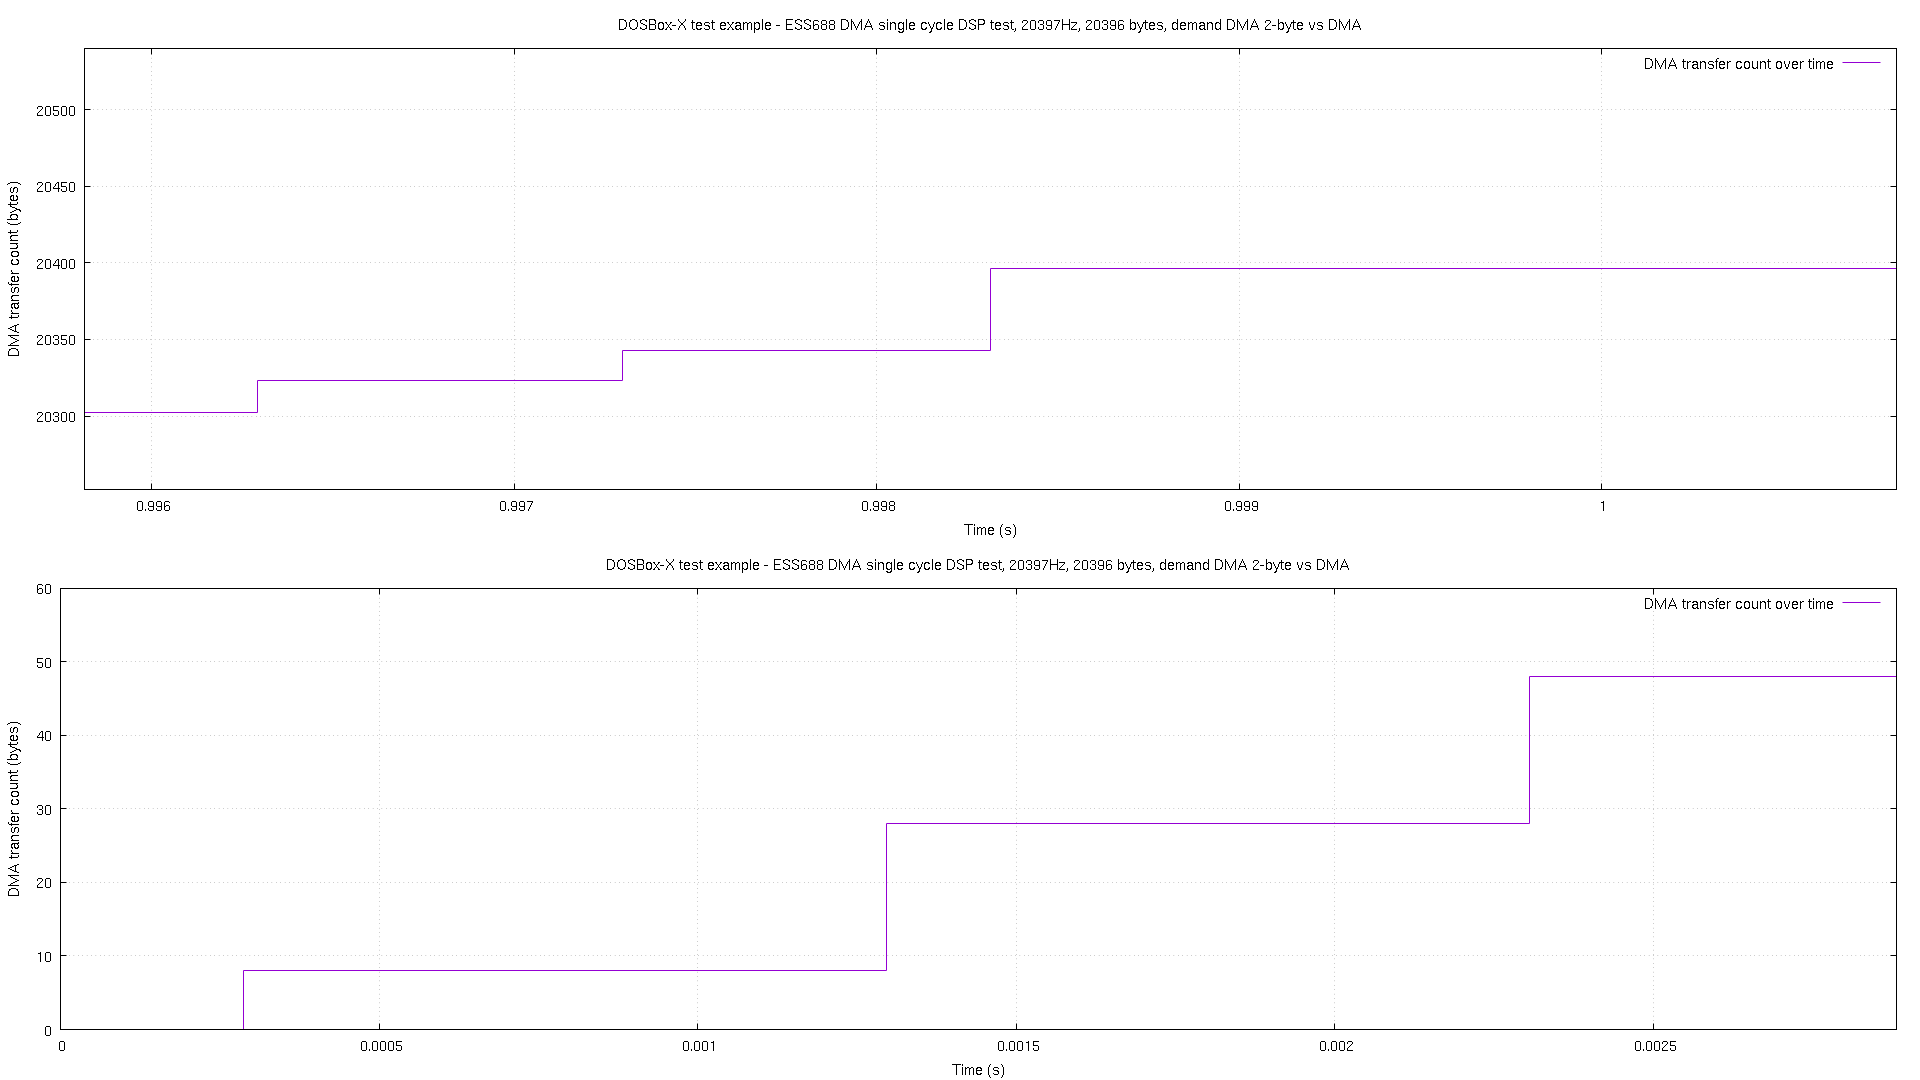 DOSBox-X test example - ESS688 DMA single cycle DSP test, 20397Hz, 20396 bytes, demand DMA 2-byte vs DMA
DMA transfer count over time
DMA transfer count (bytes)
20500
20450
20400
20350
20300
0.996 0.997 0.998 0.999 1
Time (s)
DOSBox-X test example - ESS688 DMA single cycle DSP test, 20397Hz, 20396 bytes, demand DMA 2-byte vs DMA
DMA transfer count over time
DMA transfer count (bytes)
60
50
40
30
20
10
0
0 0.0005 0.001 0.0015 0.002 0.0025
Time (s)